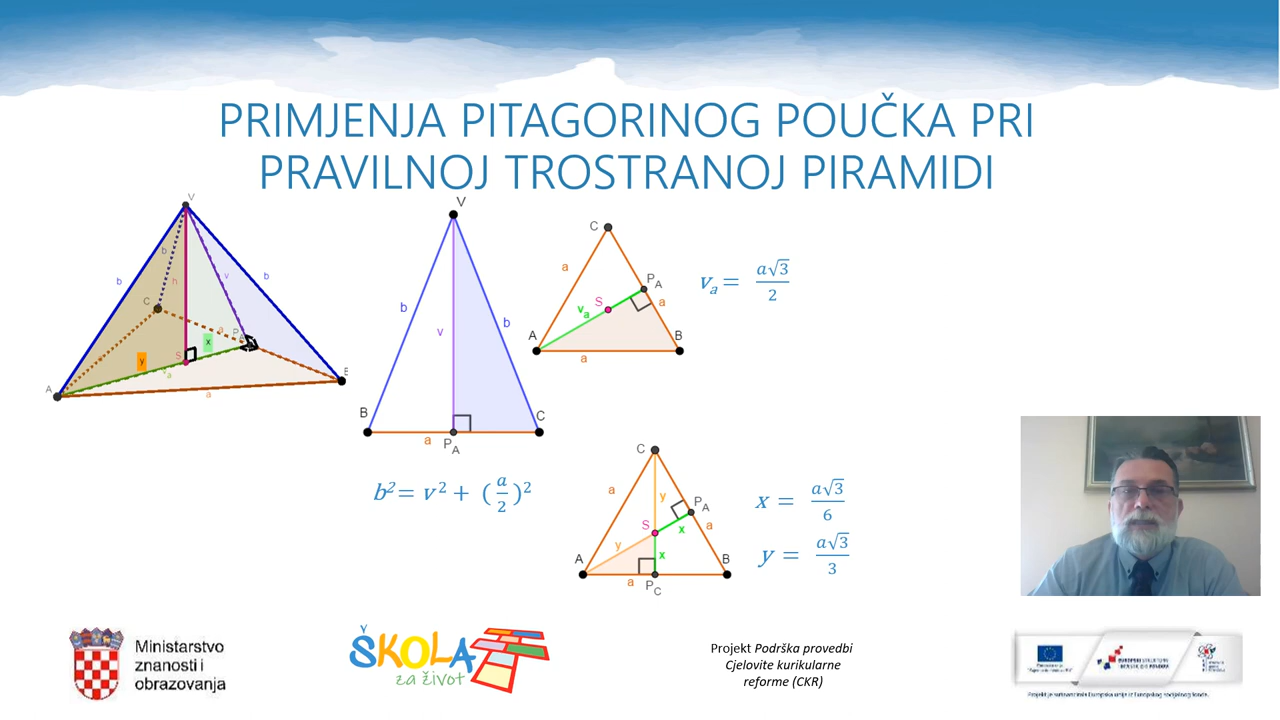 PRIMJENJA PITAGORINOG POUČKA PRI
PRAVILNOJ TROSTRANOJ PIRAMIDI
V
b
b
h
v
b
C
a
P
x
y
S
A
a
V
b
v
b
B
C
a
P_A
b² = v² + (a/2)²
C
a
P_A
S
a
v_a
A
B
a
v_a = a√3/2
C
a
y
P_A
S
a
x
y
x
A
B
a
P_C
x = a√3/6
y = a√3/3
Ministarstvo
znanosti i
obrazovanja
ŠKOLA
za život
Projekt Podrška provedbi
Cjelovite kurikularne
reforme (CKR)